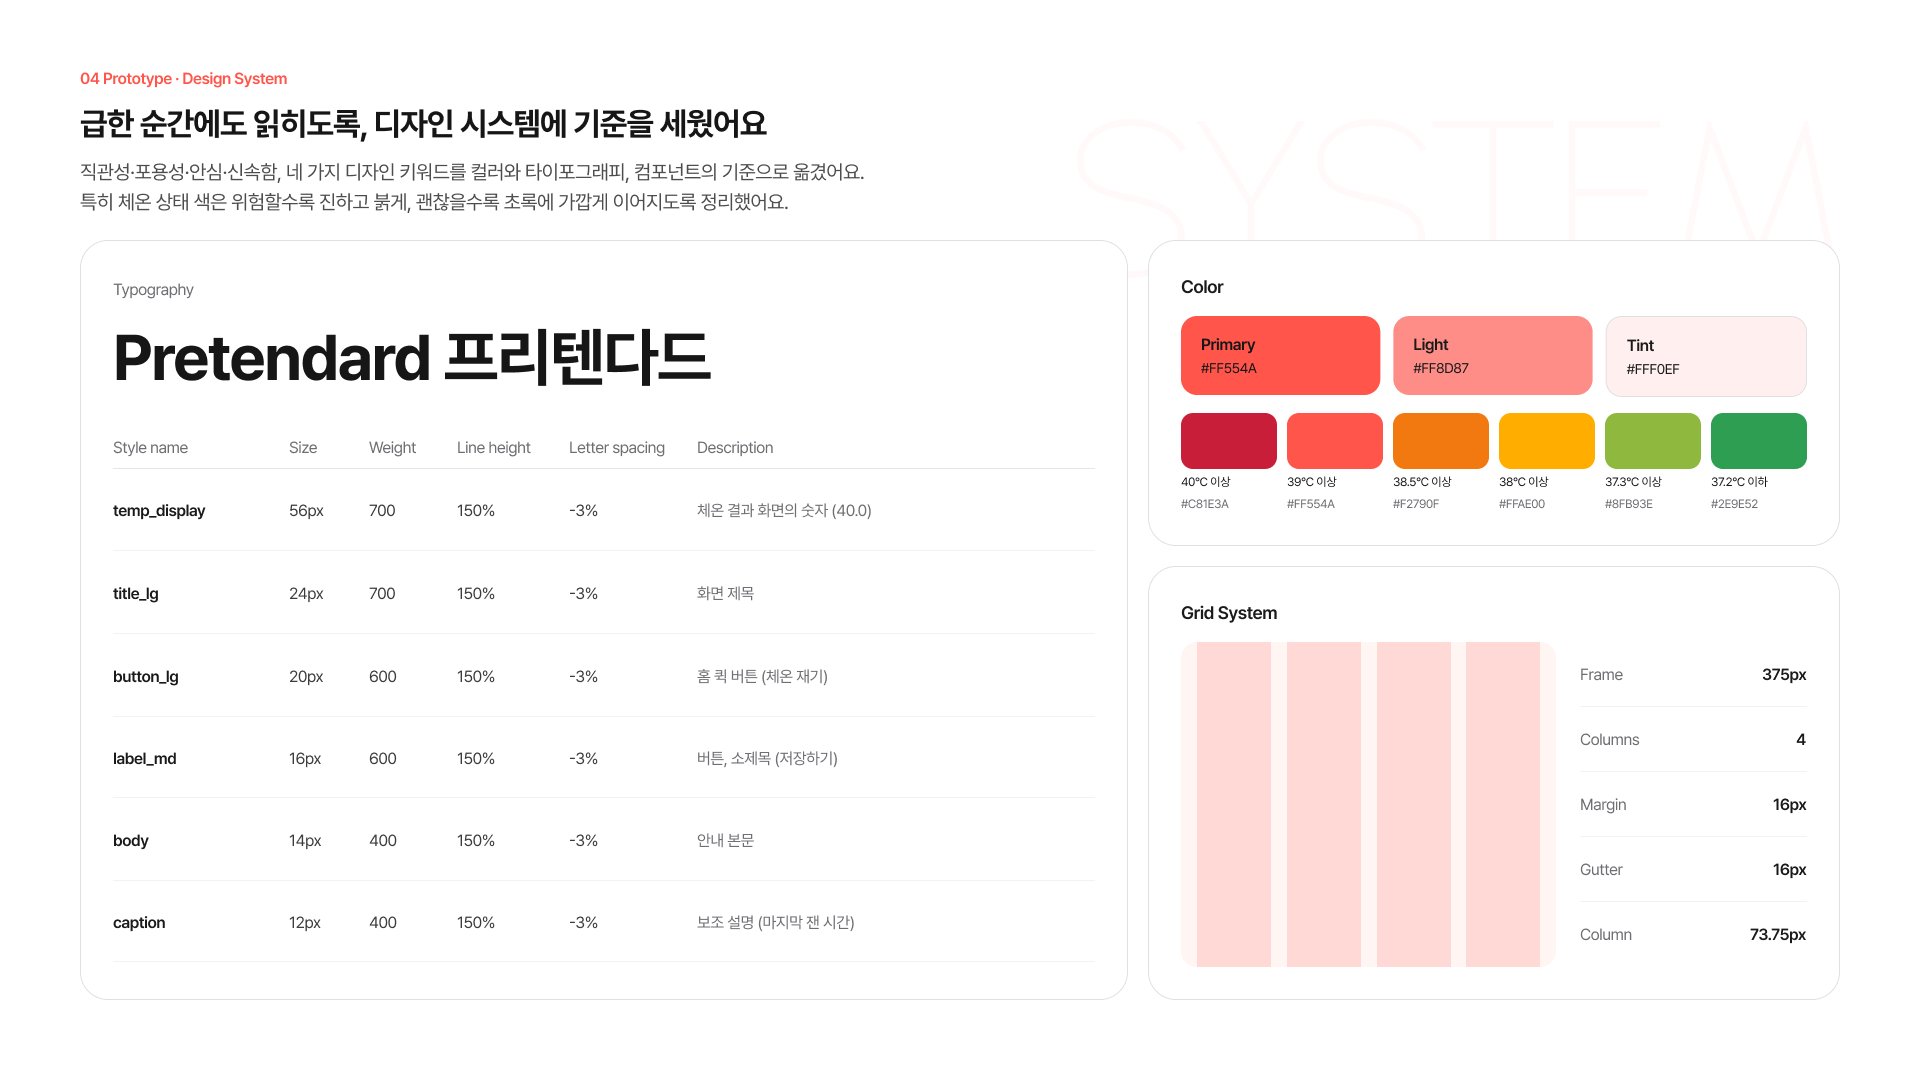 04 Prototype · Design System
급한 순간에도 읽히도록, 디자인 시스템에 기준을 세웠어요
직관성·포용성·안심·신속함, 네 가지 디자인 키워드를 컬러와 타이포그래피, 컴포넌트의 기준으로 옮겼어요.
특히 체온 상태 색은 위험할수록 진하고 붉게, 괜찮을수록 초록에 가깝게 이어지도록 정리했어요.
SYSTEM
Typography
Pretendard 프리텐다드
Style name Size Weight Line height Letter spacing Description
temp_display 56px 700 150% -3% 체온 결과 화면의 숫자 (40.0)
title_lg 24px 700 150% -3% 화면 제목
button_lg 20px 600 150% -3% 홈 퀵 버튼 (체온 재기)
label_md 16px 600 150% -3% 버튼, 소제목 (저장하기)
body 14px 400 150% -3% 안내 본문
caption 12px 400 150% -3% 보조 설명 (마지막 잰 시간)
Color
Primary Light Tint
#FF554A #FF8D87 #FFF0EF
40°C 이상 39°C 이상 38.5°C 이상 38°C 이상 37.3°C 이상 37.2°C 이하
#C81E3A #FF554A #F2790F #FFAE00 #8FB93E #2E9E52
Grid System
Frame 375px
Columns 4
Margin 16px
Gutter 16px
Column 73.75px